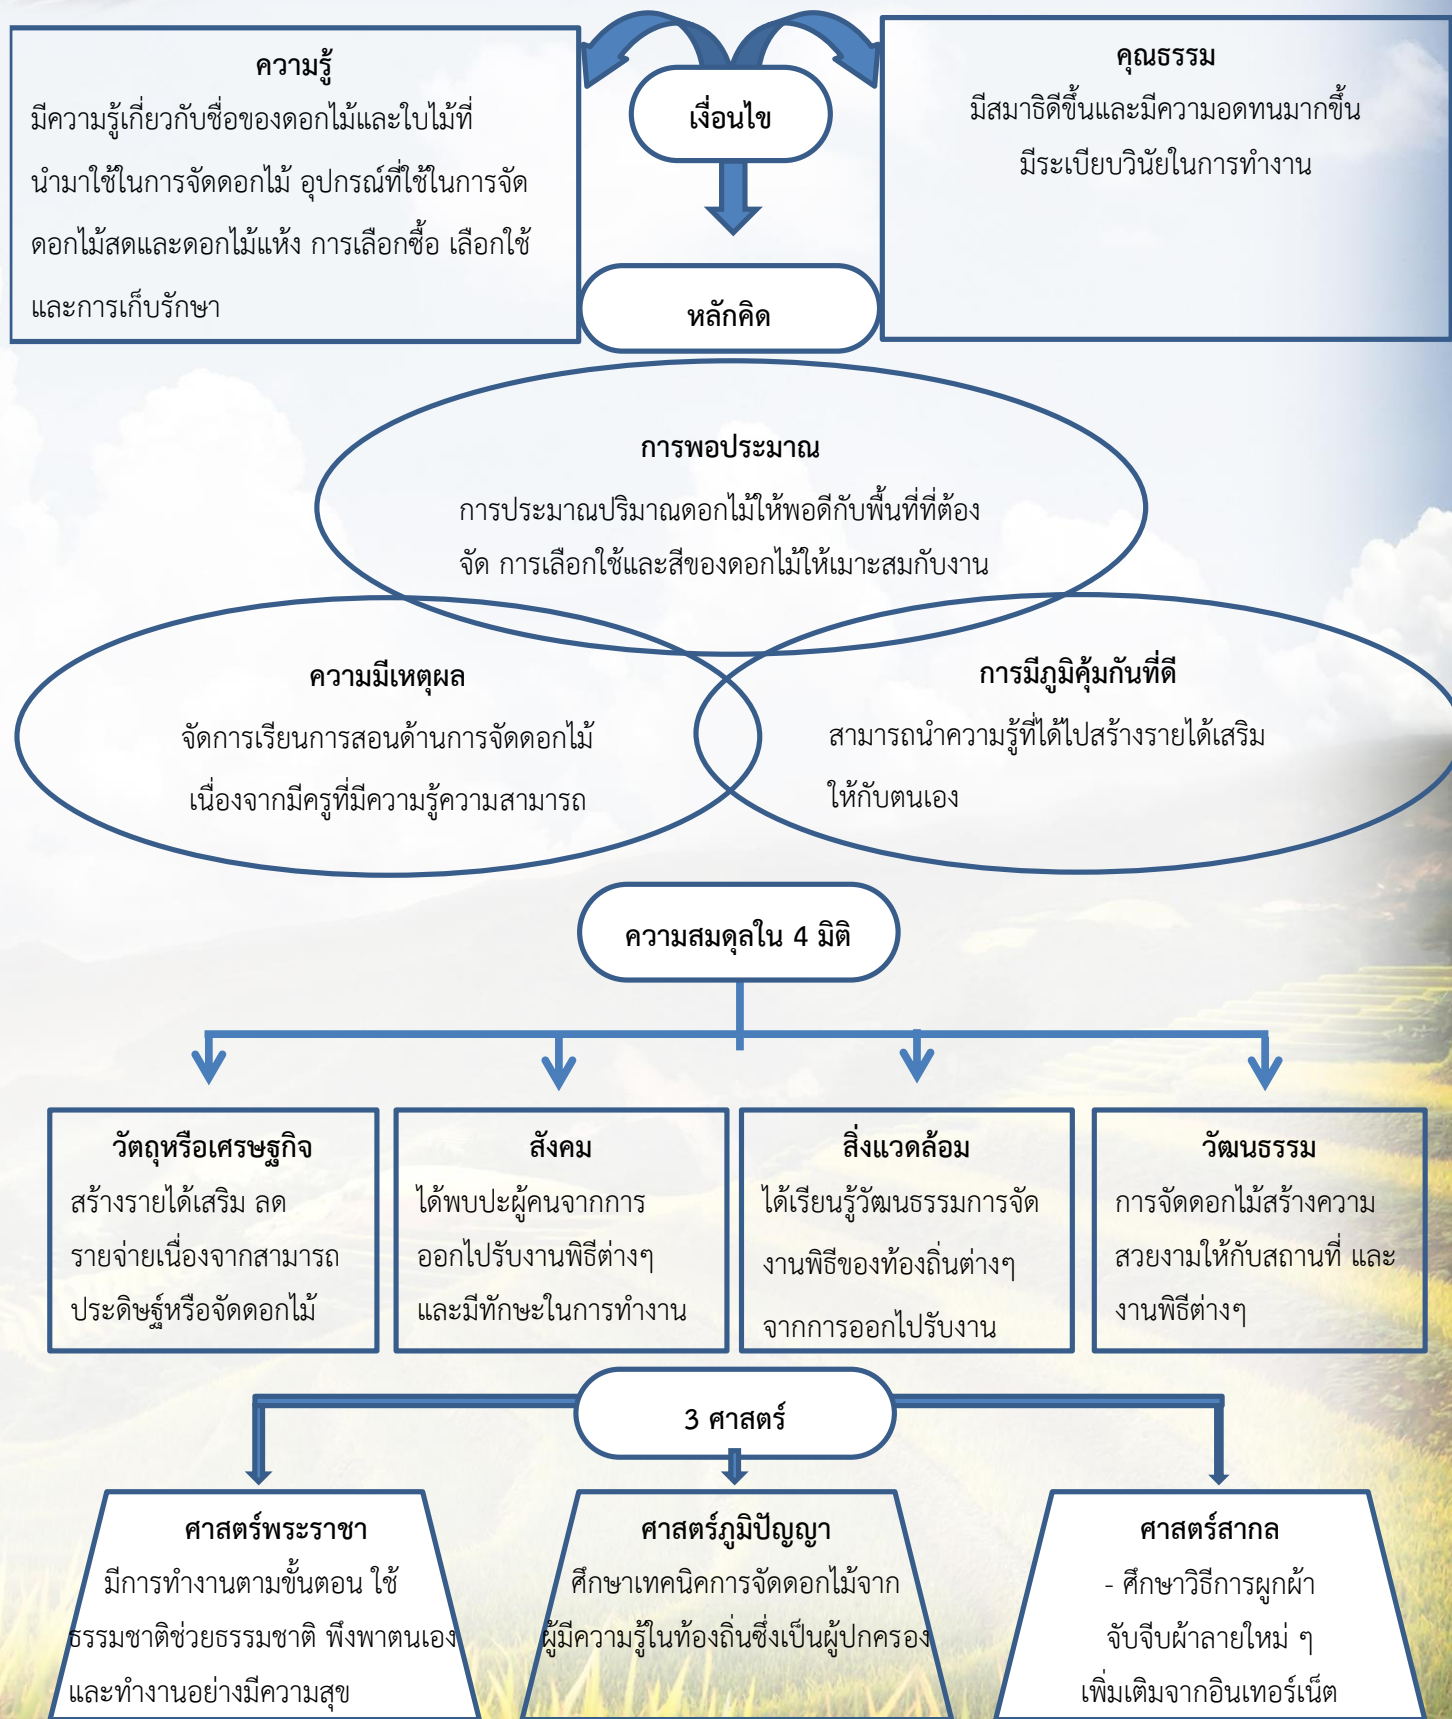 ความรู้
มีความรู้เกี่ยวกับชื่อของดอกไม้และใบไม้ที่
นำมาใช้ในการจัดดอกไม้ อุปกรณ์ที่ใช้ในการจัด
ดอกไม้สดและดอกไม้แห้ง การเลือกซื้อ เลือกใช้
และการเก็บรักษา
เงื่อนไข
คุณธรรม
มีสมาธิดีขึ้นและมีความอดทนมากขึ้น
มีระเบียบวินัยในการทำงาน
หลักคิด
การพอประมาณ
การประมาณปริมาณดอกไม้ให้พอดีกับพื้นที่ที่ต้อง
จัด การเลือกใช้และสีของดอกไม้ให้เมาะสมกับงาน
ความมีเหตุผล
จัดการเรียนการสอนด้านการจัดดอกไม้
เนื่องจากมีครูที่มีความรู้ความสามารถ
การมีภูมิคุ้มกันที่ดี
สามารถนำความรู้ที่ได้ไปสร้างรายได้เสริม
ให้กับตนเอง
ความสมดุลใน 4 มิติ
วัตถุหรือเศรษฐกิจ
สร้างรายได้เสริม ลด
รายจ่ายเนื่องจากสามารถ
ประดิษฐ์หรือจัดดอกไม้
สังคม
ได้พบปะผู้คนจากการ
ออกไปรับงานพิธีต่างๆ
และมีทักษะในการทำงาน
สิ่งแวดล้อม
ได้เรียนรู้วัฒนธรรมการจัด
งานพิธีของท้องถิ่นต่างๆ
จากการออกไปรับงาน
วัฒนธรรม
การจัดดอกไม้สร้างความ
สวยงามให้กับสถานที่ และ
งานพิธีต่างๆ
3 ศาสตร์
ศาสตร์พระราชา
มีการทำงานตามขั้นตอน ใช้
ธรรมชาติช่วยธรรมชาติ พึงพาตนเอง
และทำงานอย่างมีความสุข
ศาสตร์ภูมิปัญญา
ศึกษาเทคนิคการจัดดอกไม้จาก
ผู้มีความรู้ในท้องถิ่นซึ่งเป็นผู้ปกครอง
ศาสตร์สากล
- ศึกษาวิธีการผูกผ้า
จับจีบผ้าลายใหม่ ๆ
เพิ่มเติมจากอินเทอร์เน็ต